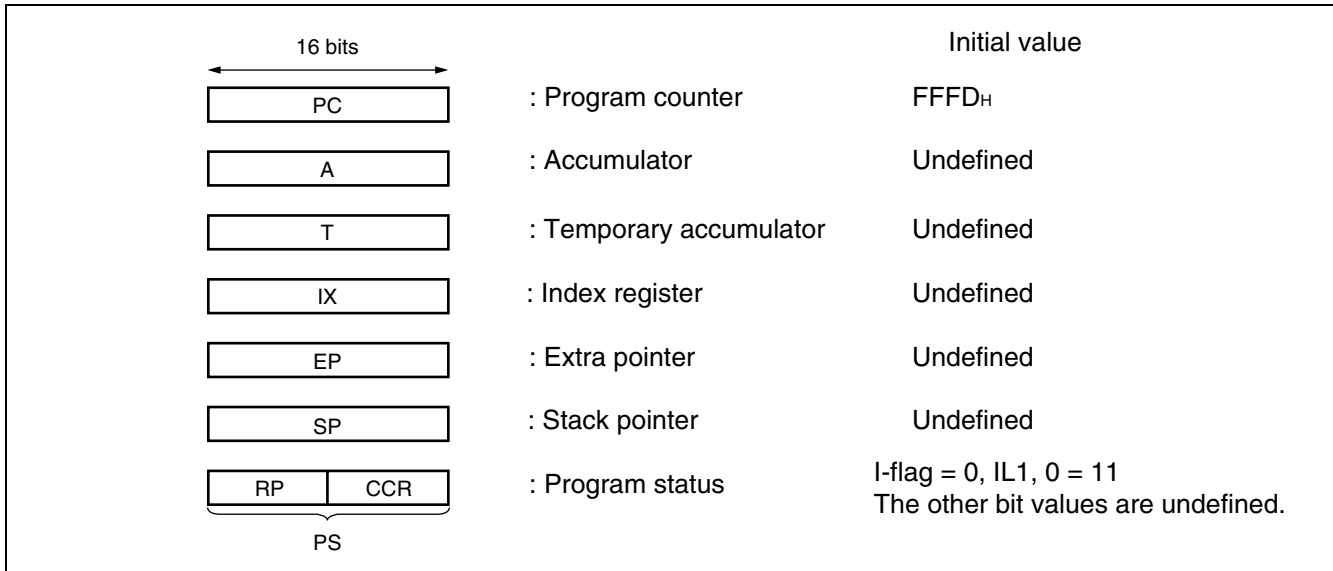 16 bits
Initial value
PC : Program counter FFFDH
A : Accumulator Undefined
T : Temporary accumulator Undefined
IX : Index register Undefined
EP : Extra pointer Undefined
SP : Stack pointer Undefined
RP CCR : Program status I-flag = 0, IL1, 0 = 11
The other bit values are undefined.
PS